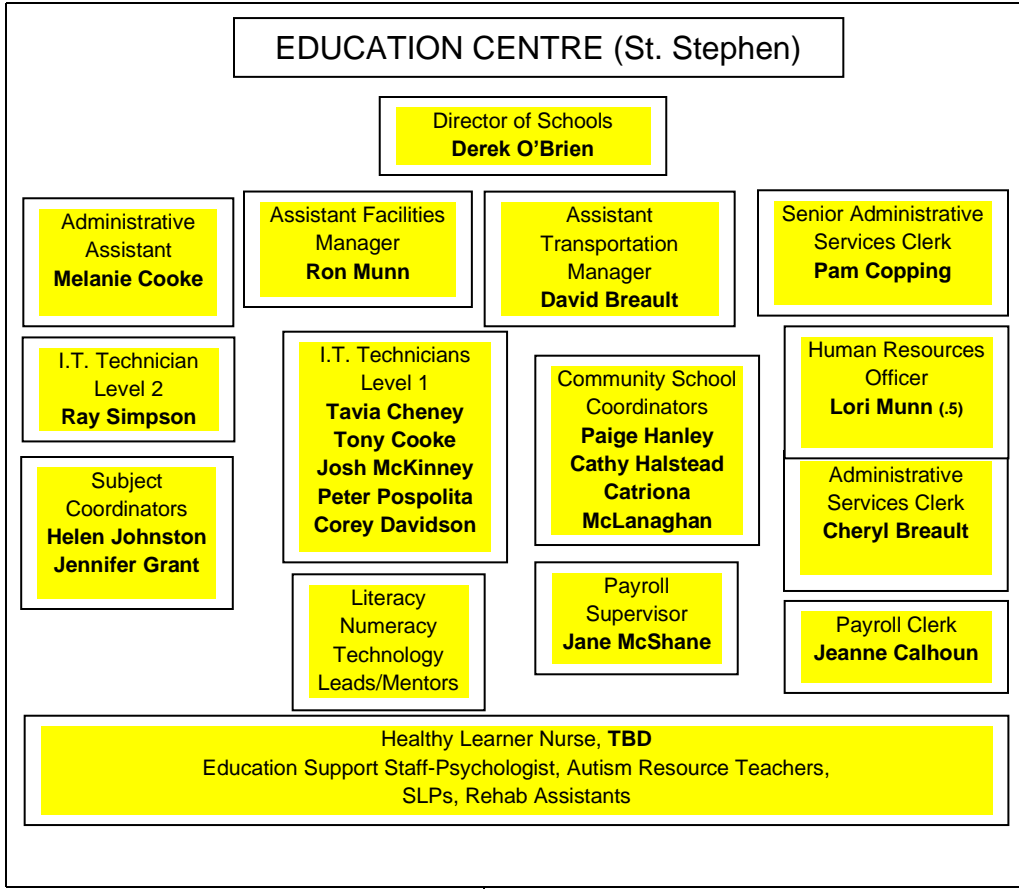 EDUCATION CENTRE (St. Stephen)
Director of Schools
Derek O’Brien
Administrative
Assistant
Melanie Cooke
Assistant Facilities
Manager
Ron Munn
Assistant
Transportation
Manager
David Breault
Senior Administrative
Services Clerk
Pam Copping
I.T. Technician
Level 2
Ray Simpson
I.T. Technicians
Level 1
Tavia Cheney
Tony Cooke
Josh McKinney
Peter Pospolita
Corey Davidson
Community School
Coordinators
Paige Hanley
Cathy Halstead
Catriona
McLanaghan
Human Resources
Officer
Lori Munn (.5)
Subject
Coordinators
Helen Johnston
Jennifer Grant
Administrative
Services Clerk
Cheryl Breault
Literacy
Numeracy
Technology
Leads/Mentors
Payroll
Supervisor
Jane McShane
Payroll Clerk
Jeanne Calhoun
Healthy Learner Nurse, TBD
Education Support Staff-Psychologist, Autism Resource Teachers,
SLPs, Rehab Assistants